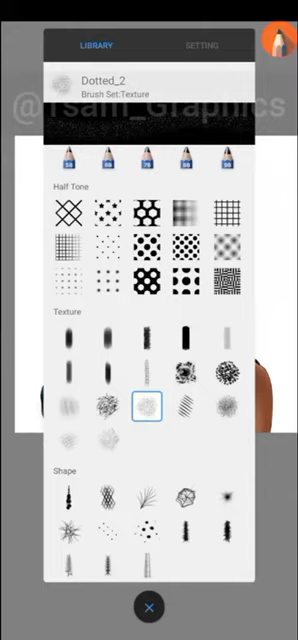 LIBRARY
SETTING
Dotted_2
Brush Set:Texture
@Tsam_Graphics
Half Tone
Texture
Shape